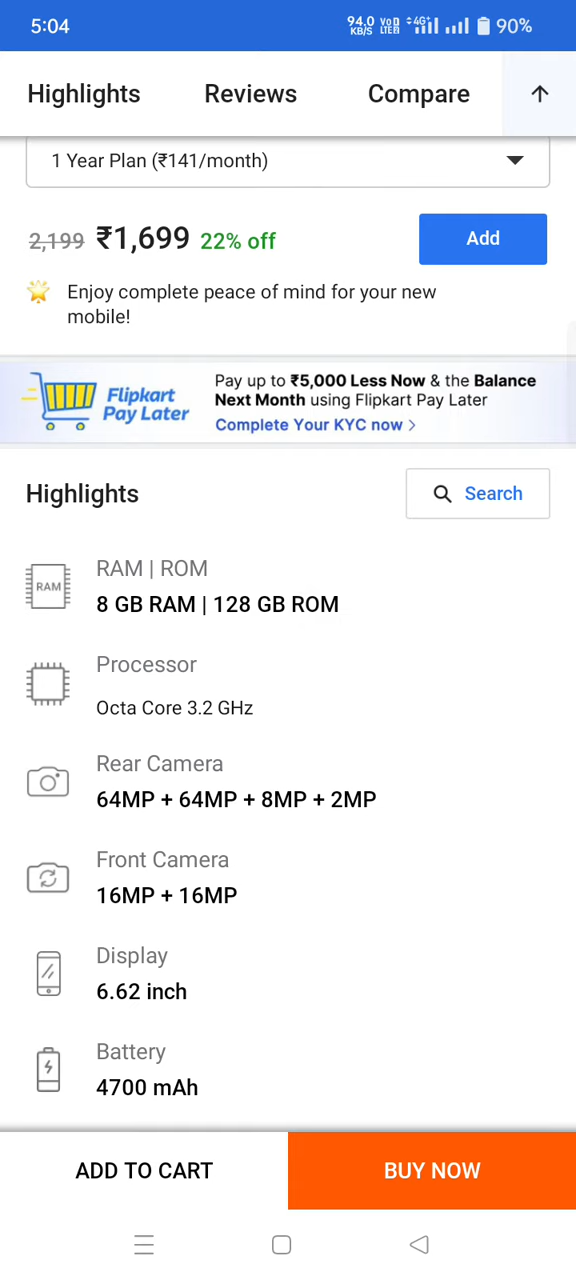 5:04 94.0 KB/S VoD LTE2 4G+ 90%
Highlights Reviews Compare
1 Year Plan (₹141/month)
2,199 ₹1,699 22% off Add
Enjoy complete peace of mind for your new
mobile!
Flipkart
Pay Later
Pay up to ₹5,000 Less Now & the Balance
Next Month using Flipkart Pay Later
Complete Your KYC now >
Highlights Search
RAM
RAM | ROM
8 GB RAM | 128 GB ROM
Processor
Octa Core 3.2 GHz
Rear Camera
64MP + 64MP + 8MP + 2MP
Front Camera
16MP + 16MP
Display
6.62 inch
Battery
4700 mAh
ADD TO CART BUY NOW